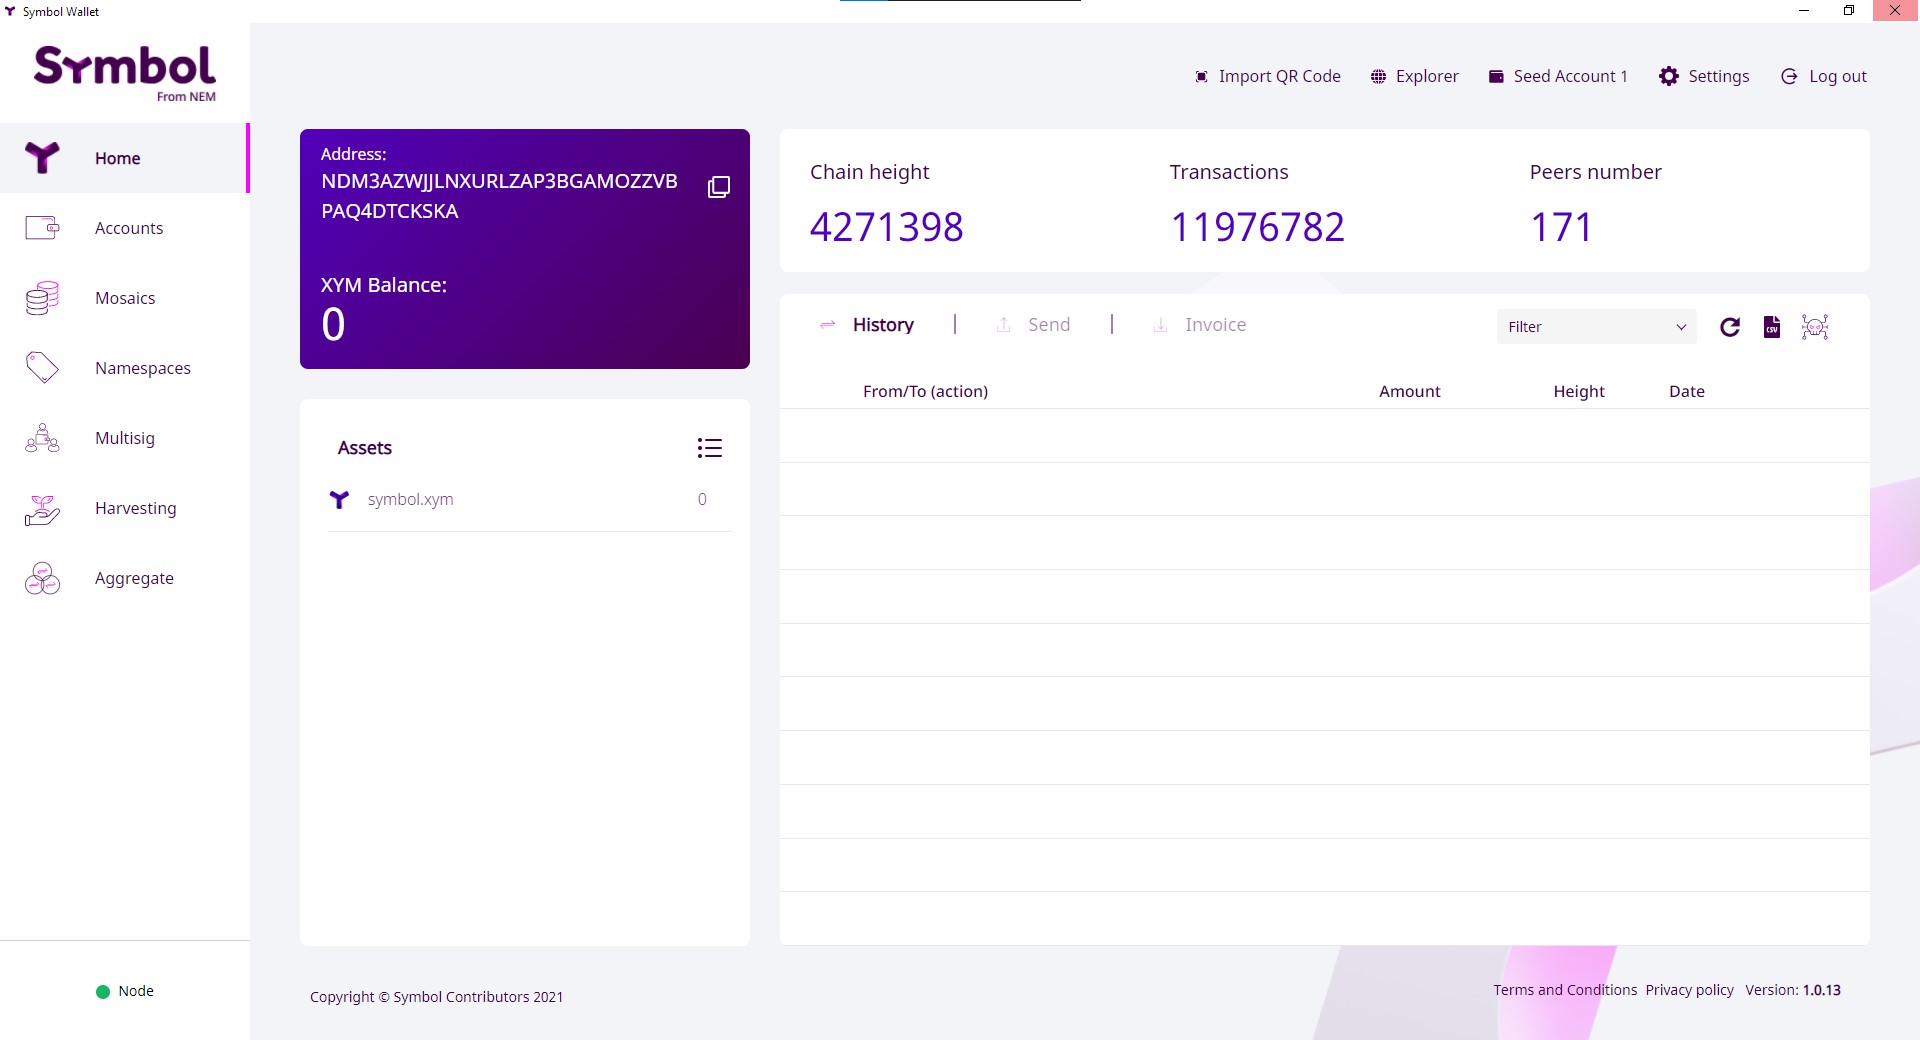 Symbol Wallet
Symbol
From NEM
Import QR Code
Explorer
Seed Account 1
Settings
Log out
Home
Accounts
Mosaics
Namespaces
Multisig
Harvesting
Aggregate
Node
Address:
NDM3AZWJJLNXURLZAP3BGAMOZZVB
PAQ4DTCKSKA
XYM Balance:
0
Assets
symbol.xym 0
Chain height
4271398
Transactions
11976782
Peers number
171
History | Send | Invoice
Filter
CSV
From/To (action) Amount Height Date
Copyright © Symbol Contributors 2021
Terms and Conditions Privacy policy Version: 1.0.13